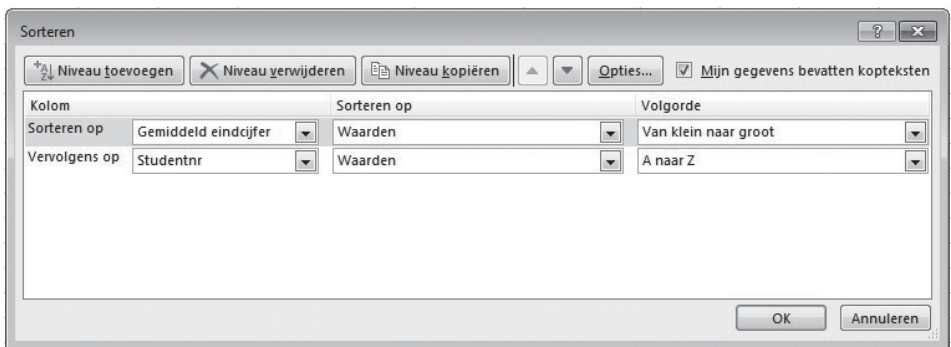 Sorteren
Niveau toevoegen Niveau verwijderen Niveau kopiëren Opties... Mijn gegevens bevatten kopteksten
Kolom Sorteren op Volgorde
Sorteren op Gemiddeld eindcijfer Waarden Van klein naar groot
Vervolgens op Studentnr Waarden A naar Z
OK Annuleren